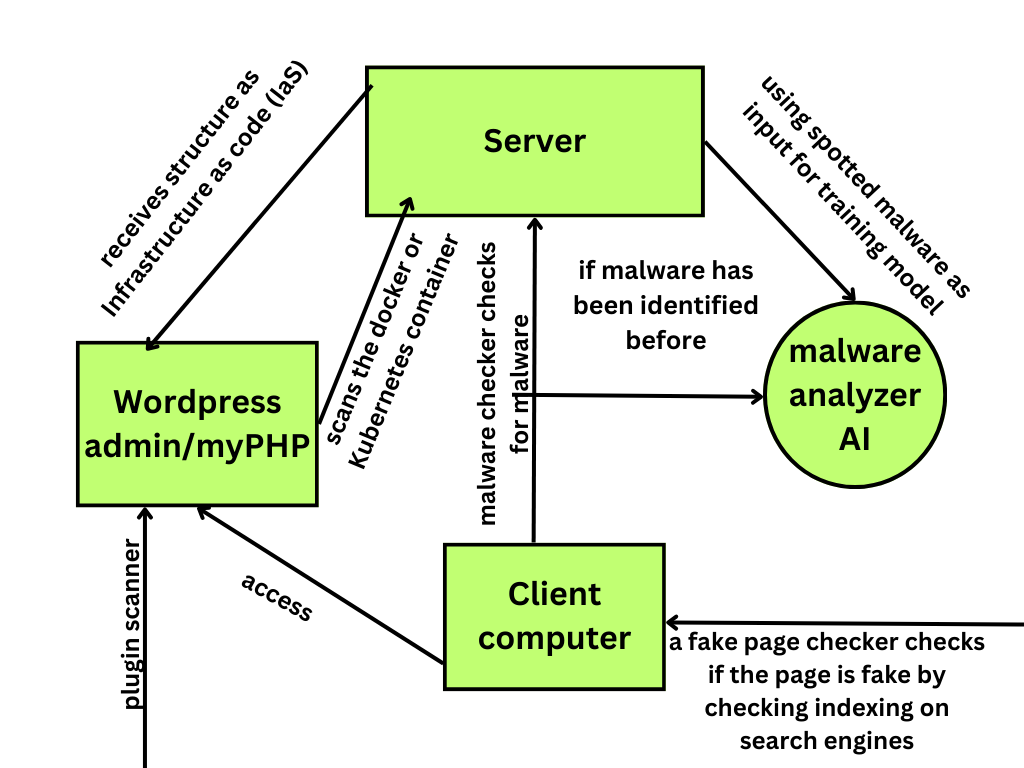 receives structure as
Infrastructure as code (IaS)
Server
using spotted malware as
input for training model
scans the docker or
Kubernetes container
malware checker checks
for malware
if malware has
been identified
before
malware
analyzer
AI
Wordpress
admin/myPHP
plugin scanner
access
Client
computer
a fake page checker checks
if the page is fake by
checking indexing on
search engines